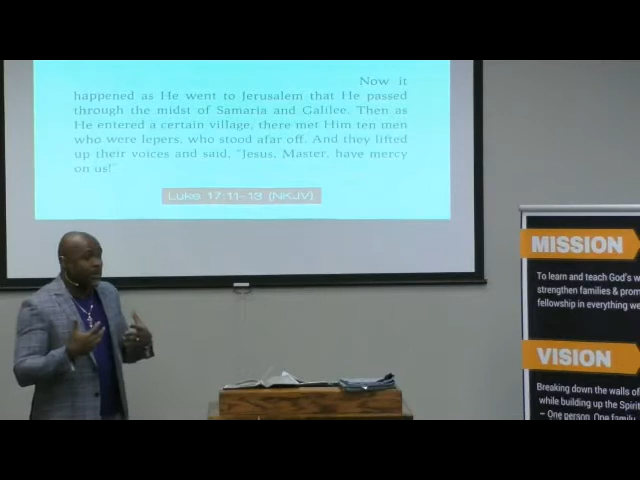 Now it
happened as He went to Jerusalem that He passed
through the midst of Samaria and Galilee. Then as
He entered a certain village, there met Him ten men
who were lepers, who stood afar off. And they lifted
up their voices and said, "Jesus, Master, have mercy
on us!"
Luke 17:11-13 (NKJV)
MISSION
To learn and teach God's w
strengthen families & prom
fellowship in everything we
VISION
Breaking down the walls of
while building up the Spirit
– One person, One family